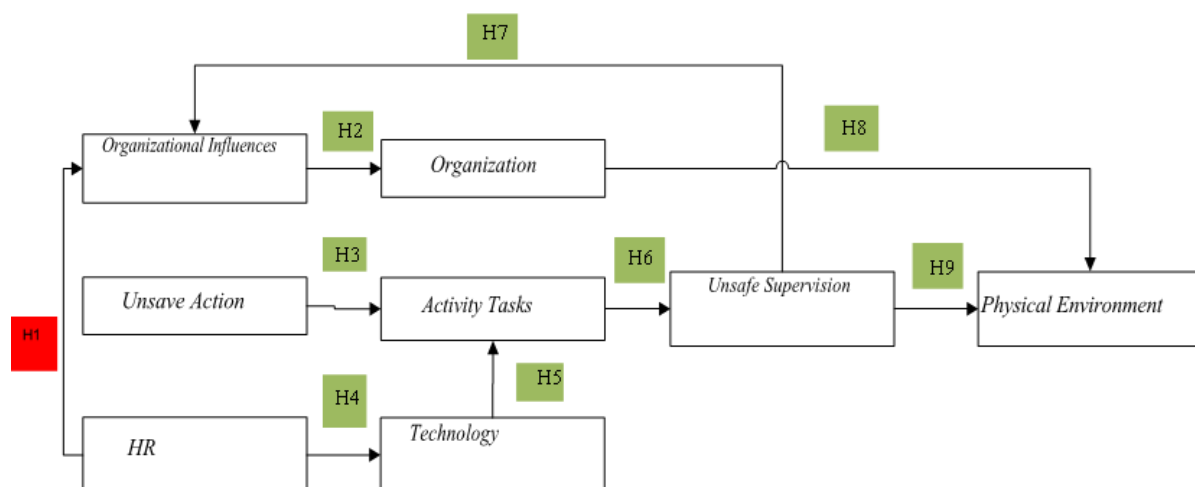 H7
H2
H8
Organizational Influences
Organization
H3
H6
H9
Unsave Action
Activity Tasks
Unsafe Supervision
Physical Environment
H1
H4
H5
HR
Technology